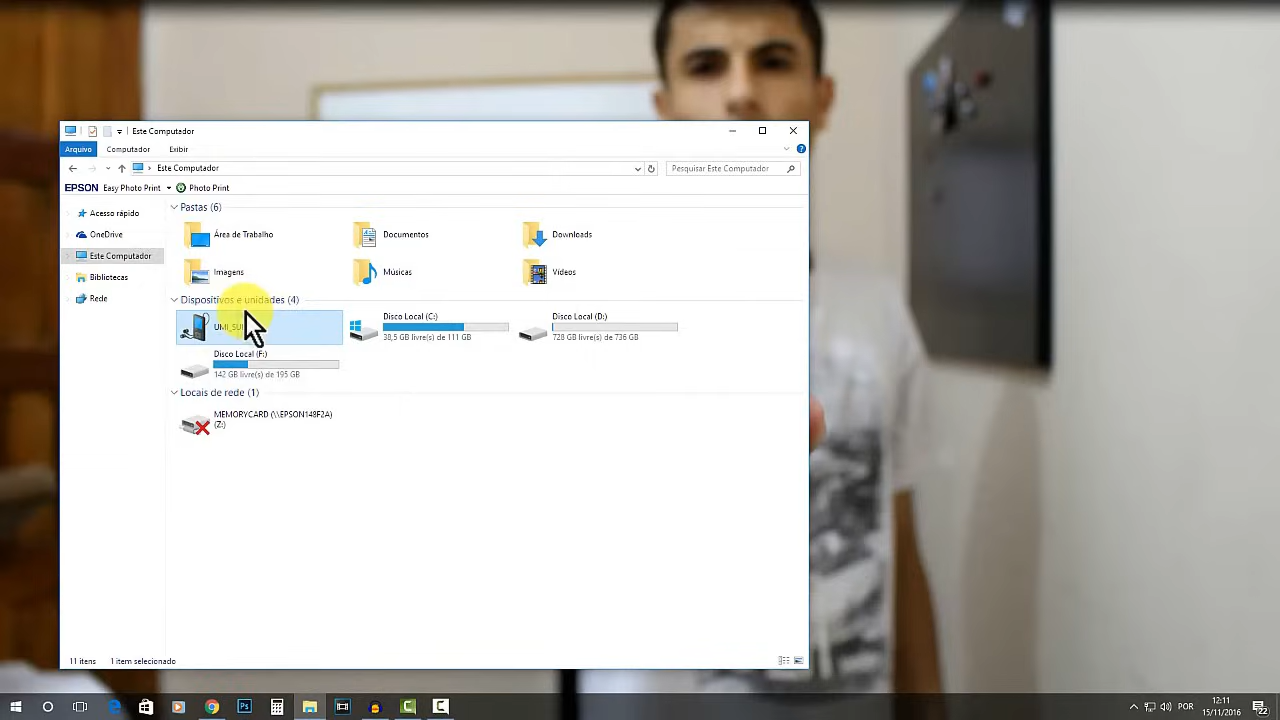 Este Computador
Arquivo Computador Exibir
Este Computador Pesquisar Este Computador
EPSON Easy Photo Print Photo Print
Acesso rápido
OneDrive
Este Computador
Bibliotecas
Rede
Pastas (6)
Área de Trabalho Documentos Downloads
Imagens Músicas Vídeos
Dispositivos e unidades (4)
Disco Local (C:)
38,5 GB livre(s) de 111 GB
Disco Local (D:)
728 GB livre(s) de 736 GB
Disco Local (F:)
142 GB livre(s) de 195 GB
Locais de rede (1)
MEMORYCARD (\\EPSON148F2A)
(Z:)
11 itens 1 item selecionado
POR
12:11
15/11/2016